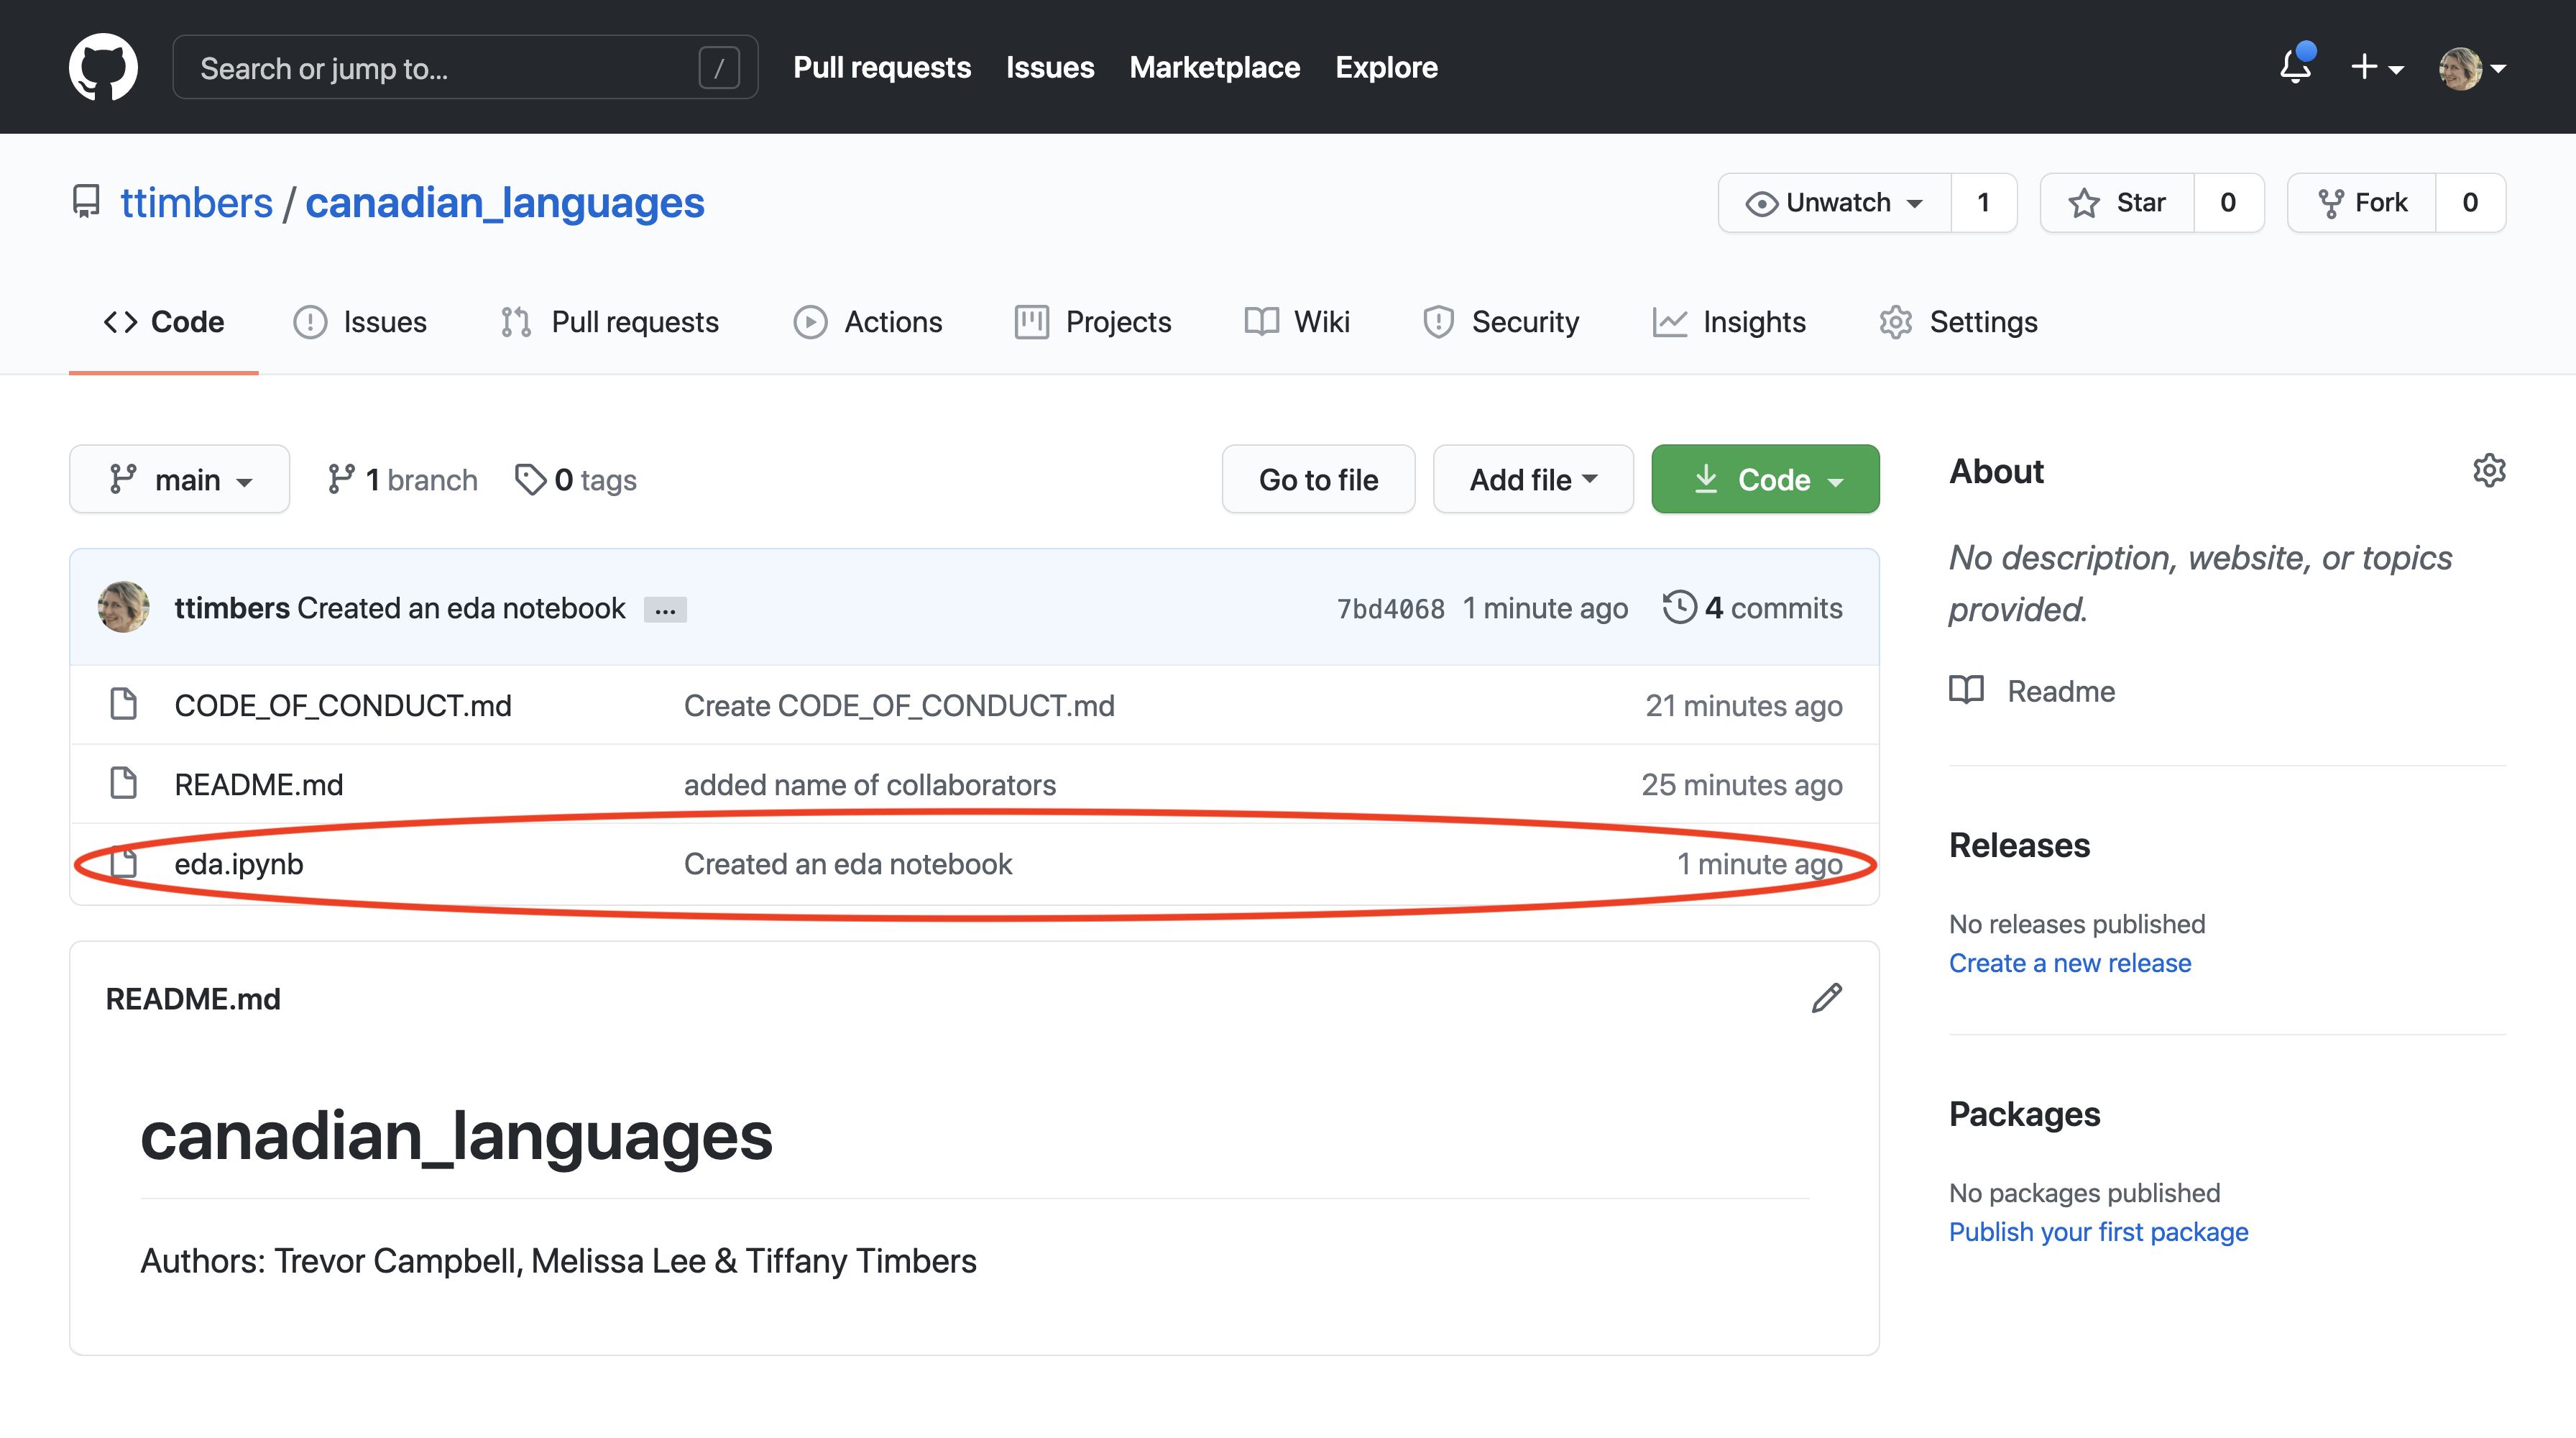 Search or jump to... / Pull requests Issues Marketplace Explore
ttimbers / canadian_languages Unwatch 1 Star 0 Fork 0
Code Issues Pull requests Actions Projects Wiki Security Insights Settings
main 1 branch 0 tags Go to file Add file Code
ttimbers Created an eda notebook ... 7bd4068 1 minute ago 4 commits
CODE_OF_CONDUCT.md Create CODE_OF_CONDUCT.md 21 minutes ago
README.md added name of collaborators 25 minutes ago
eda.ipynb Created an eda notebook 1 minute ago
README.md
canadian_languages
Authors: Trevor Campbell, Melissa Lee & Tiffany Timbers
About
No description, website, or topics
provided.
Readme
Releases
No releases published
Create a new release
Packages
No packages published
Publish your first package